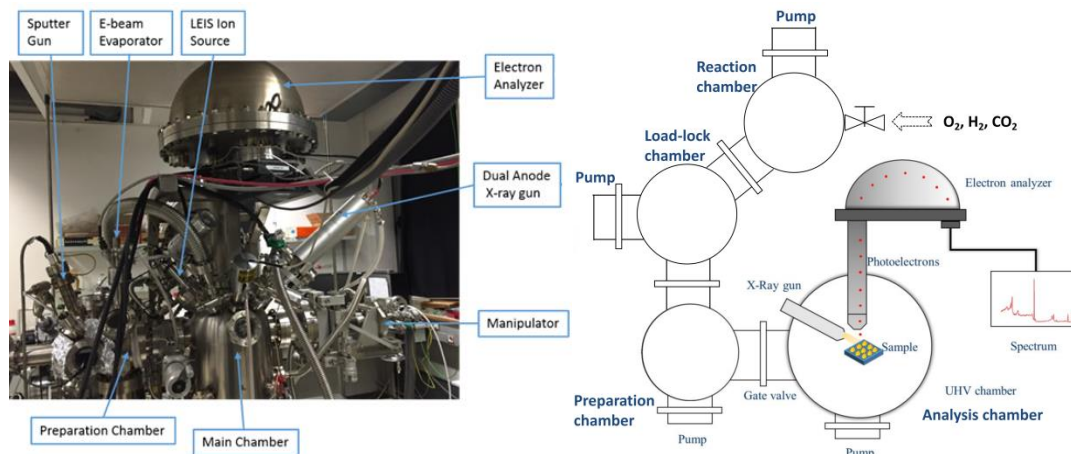 Sputter
Gun
E-beam
Evaporator
LEIS Ion
Source
Electron
Analyzer
Dual Anode
X-ray gun
Manipulator
Preparation Chamber
Main Chamber
Pump
Reaction
chamber
O₂, H₂, CO₂
Load-lock
chamber
Pump
Electron analyzer
Photoelectrons
X-Ray gun
Sample
Spectrum
Preparation
chamber
Gate valve
UHV chamber
Analysis chamber
Pump
Pump